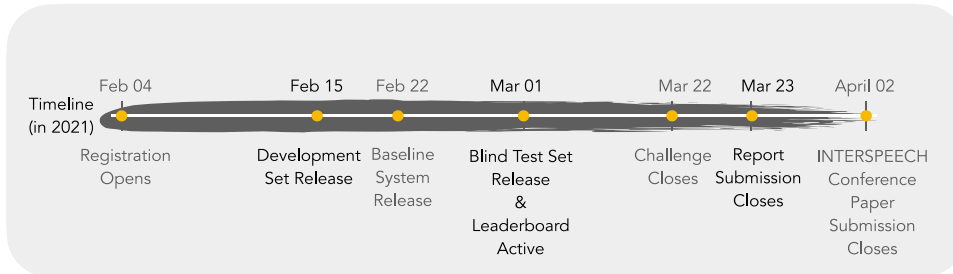 Feb 04
Feb 15
Feb 22
Mar 01
Mar 22
Mar 23
April 02
Timeline
(in 2021)
Registration
Opens
Development
Set Release
Baseline
System
Release
Blind Test Set
Release
&
Leaderboard
Active
Challenge
Closes
Report
Submission
Closes
INTERSPEECH
Conference
Paper
Submission
Closes